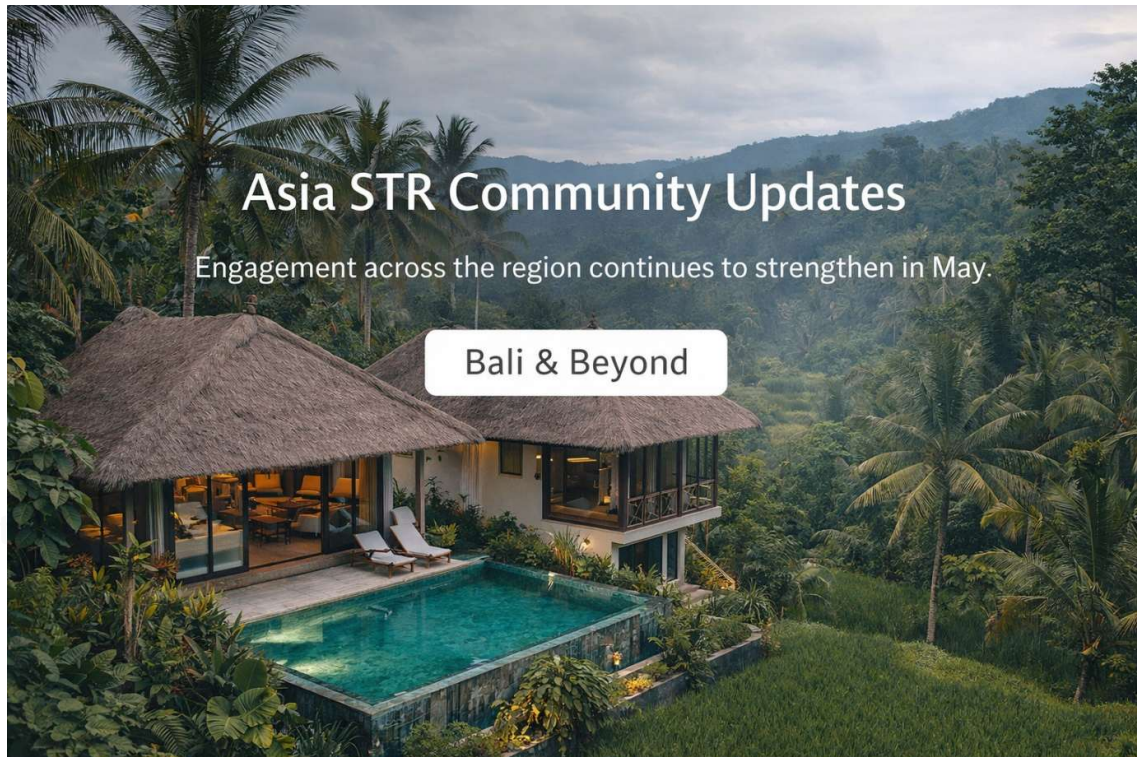 Asia STR Community Updates
Engagement across the region continues to strengthen in May.
Bali & Beyond